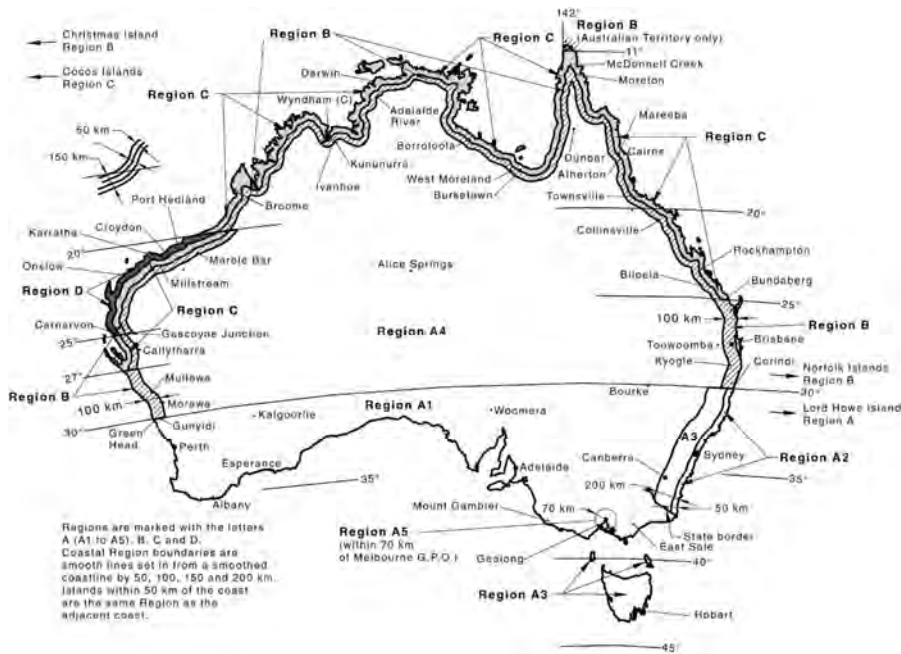 Christmas Island
Region B
Cocos Islands
Region C
142°
Region B
(Australian Territory only)
11°
Region B
Region C
McDonnell Creek
Moreton
Darwin
Region C
Wyndham (C)
Adelaide
River
Mareeba
Region C
50 km
150 km
Borroloola
Cairns
Kununurra
Dunbar
Atherton
Ivanhoe
West Moreland
Burketown
Townsville
Port Hedland
Broome
20°
Croydon
Collinsville
Karratha
20°
Marble Bar
Rockhampton
Onslow
Alice Springs
Biloela
Millstream
Bundaberg
Region D
Region C
25°
Carnarvon
Gascoyne Junction
100 km
Region B
25°
Region A4
Callytharra
Toowoomba
Brisbane
Kyogle
Corindi
27°
Mullewa
Norfolk Islands
Region B
Region B
Bourke
30°
100 km
Morawa
Region A1
Woomera
Lord Howe Island
Region A
30°
Kalgoorlie
Gunyidi
Green
Head
A3
Perth
Sydney
Region A2
Canberra
Esperance
Adelaide
35°
35°
200 km
Albany
Mount Gambier
70 km
50 km
Region A5
(within 70 km
of Melbourne G.P.O.)
State border
Geelong
East Sale
40°
Region A3
Hobart
45°
Regions are marked with the letters
A (A1 to A5), B, C and D.
Coastal Region boundaries are
smooth lines set in from a smoothed
coastline by 50, 100, 150 and 200 km.
Islands within 50 km of the coast
are the same Region as the
adjacent coast.